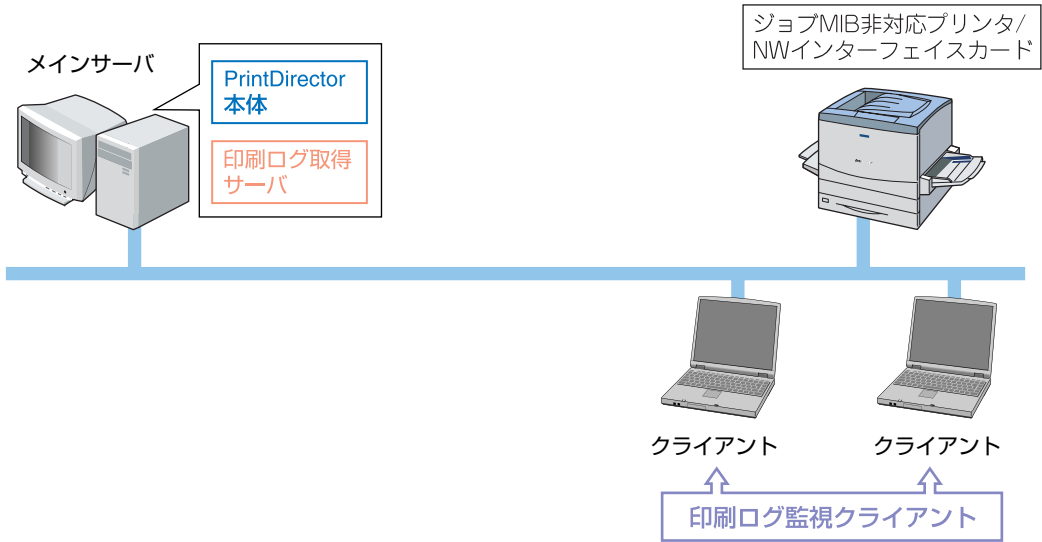 ジョブMIB非対応プリンタ/
NWインターフェイスカード
メインサーバ
PrintDirector
本体
印刷ログ取得
サーバ
クライアント
クライアント
印刷ログ監視クライアント